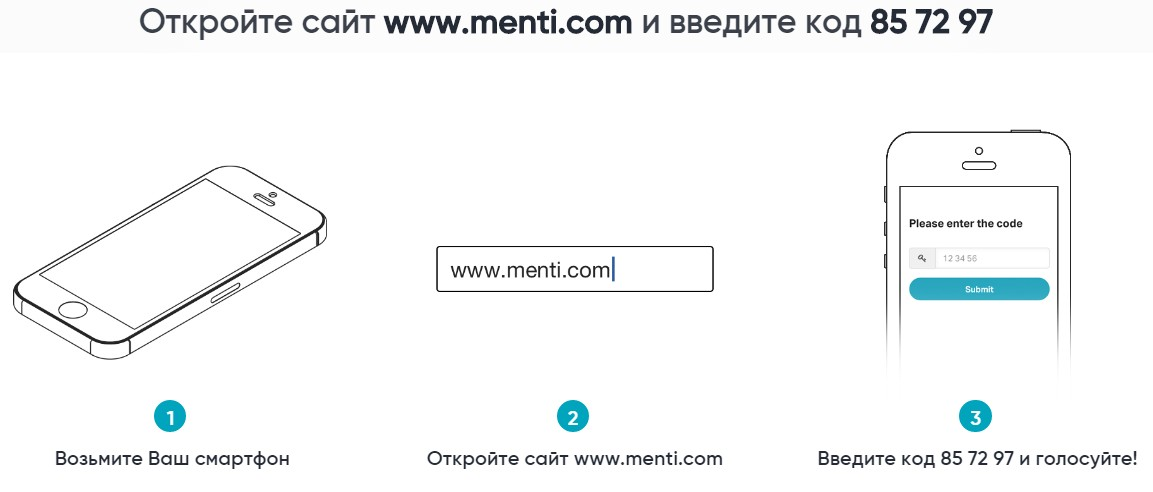 Откройте сайт www.menti.com и введите код 85 72 97
www.menti.com
Please enter the code
12 34 56
Submit
1
2
3
Возьмите Ваш смартфон
Откройте сайт www.menti.com
Введите код 85 72 97 и голосуйте!